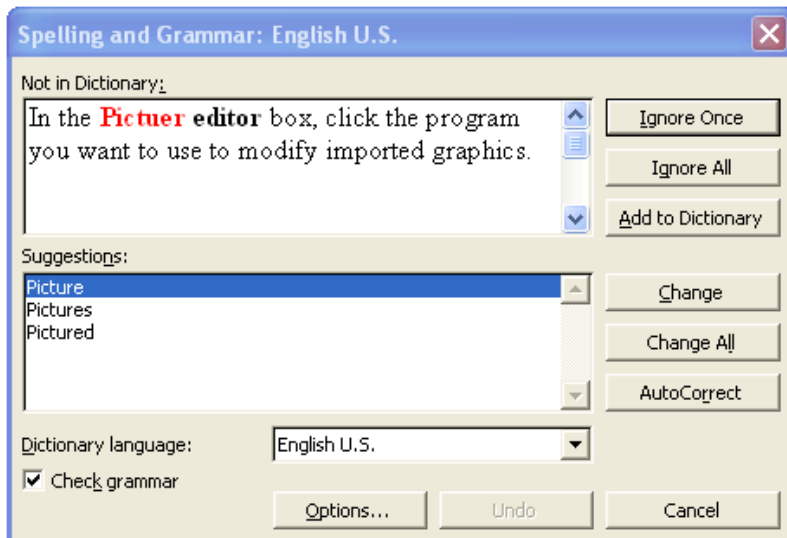 Spelling and Grammar: English U.S.
Not in Dictionary:
In the Pictuer editor box, click the program
you want to use to modify imported graphics.
Ignore Once
Ignore All
Add to Dictionary
Suggestions:
Picture
Pictures
Pictured
Change
Change All
AutoCorrect
Dictionary language:
English U.S.
Check grammar
Options...
Undo
Cancel